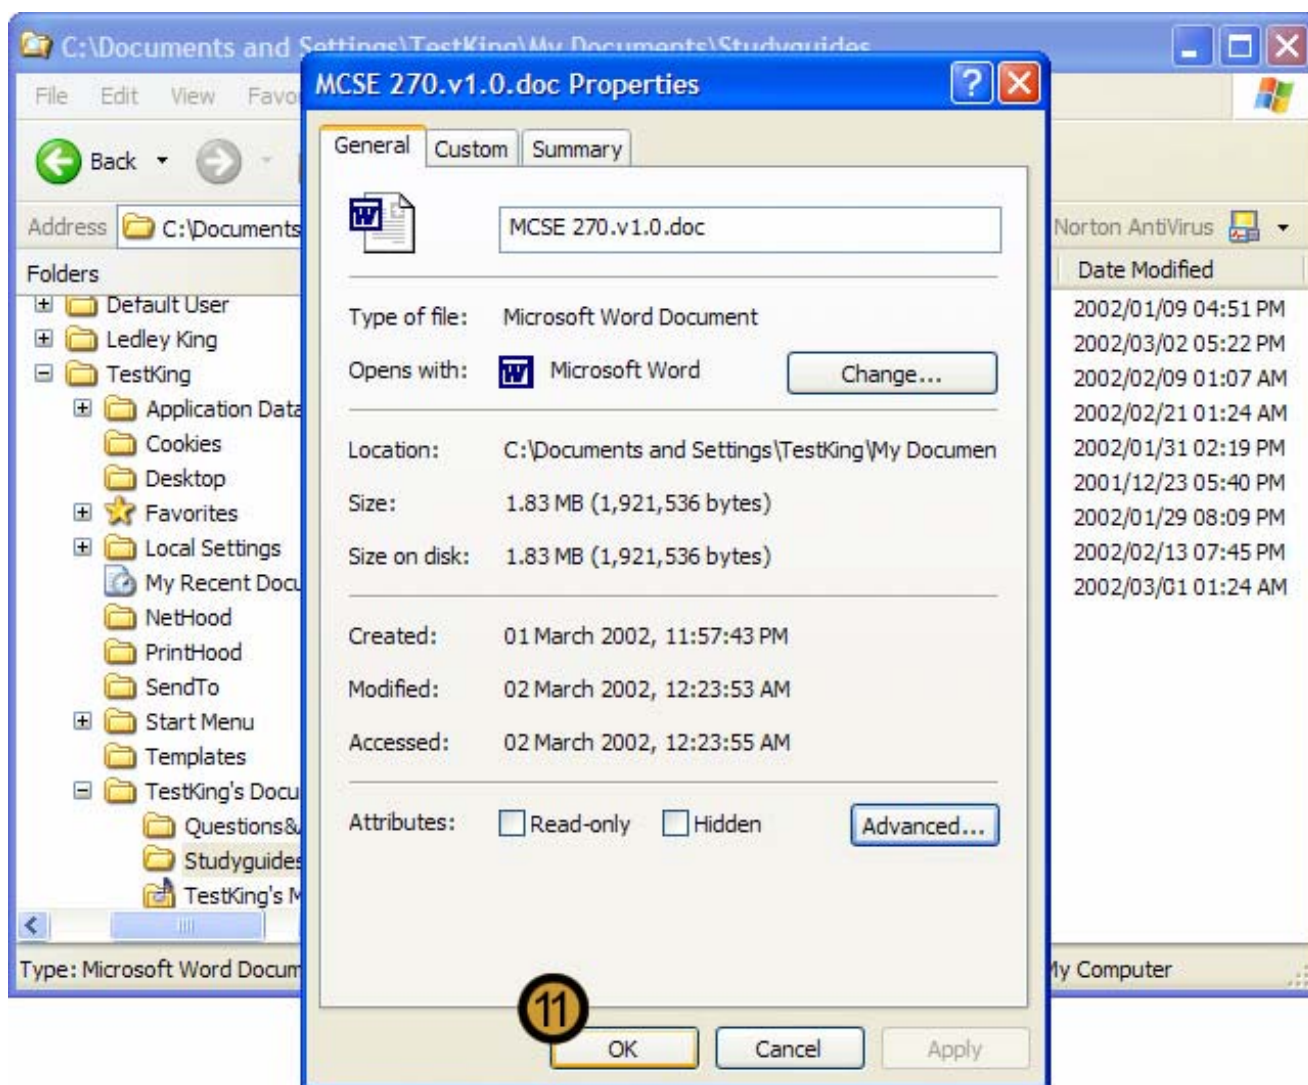 C:\Documents and Settings\TestKing\My Documents\Studyguides
File Edit View Favo
Back
Address C:\Documents
Norton AntiVirus
Folders
Default User
Ledley King
TestKing
Application Data
Cookies
Desktop
Favorites
Local Settings
My Recent Docu
NetHood
PrintHood
SendTo
Start Menu
Templates
TestKing's Docu
Questions&
Studyguides
TestKing's M
Type: Microsoft Word Docum
MCSE 270.v1.0.doc Properties
General Custom Summary
MCSE 270.v1.0.doc
Type of file: Microsoft Word Document
Opens with: Microsoft Word Change...
Location: C:\Documents and Settings\TestKing\My Documen
Size: 1.83 MB (1,921,536 bytes)
Size on disk: 1.83 MB (1,921,536 bytes)
Created: 01 March 2002, 11:57:43 PM
Modified: 02 March 2002, 12:23:53 AM
Accessed: 02 March 2002, 12:23:55 AM
Attributes: Read-only Hidden Advanced...
11
OK Cancel Apply
Date Modified
2002/01/09 04:51 PM
2002/03/02 05:22 PM
2002/02/09 01:07 AM
2002/02/21 01:24 AM
2002/01/31 02:19 PM
2001/12/23 05:40 PM
2002/01/29 08:09 PM
2002/02/13 07:45 PM
2002/03/01 01:24 AM
My Computer